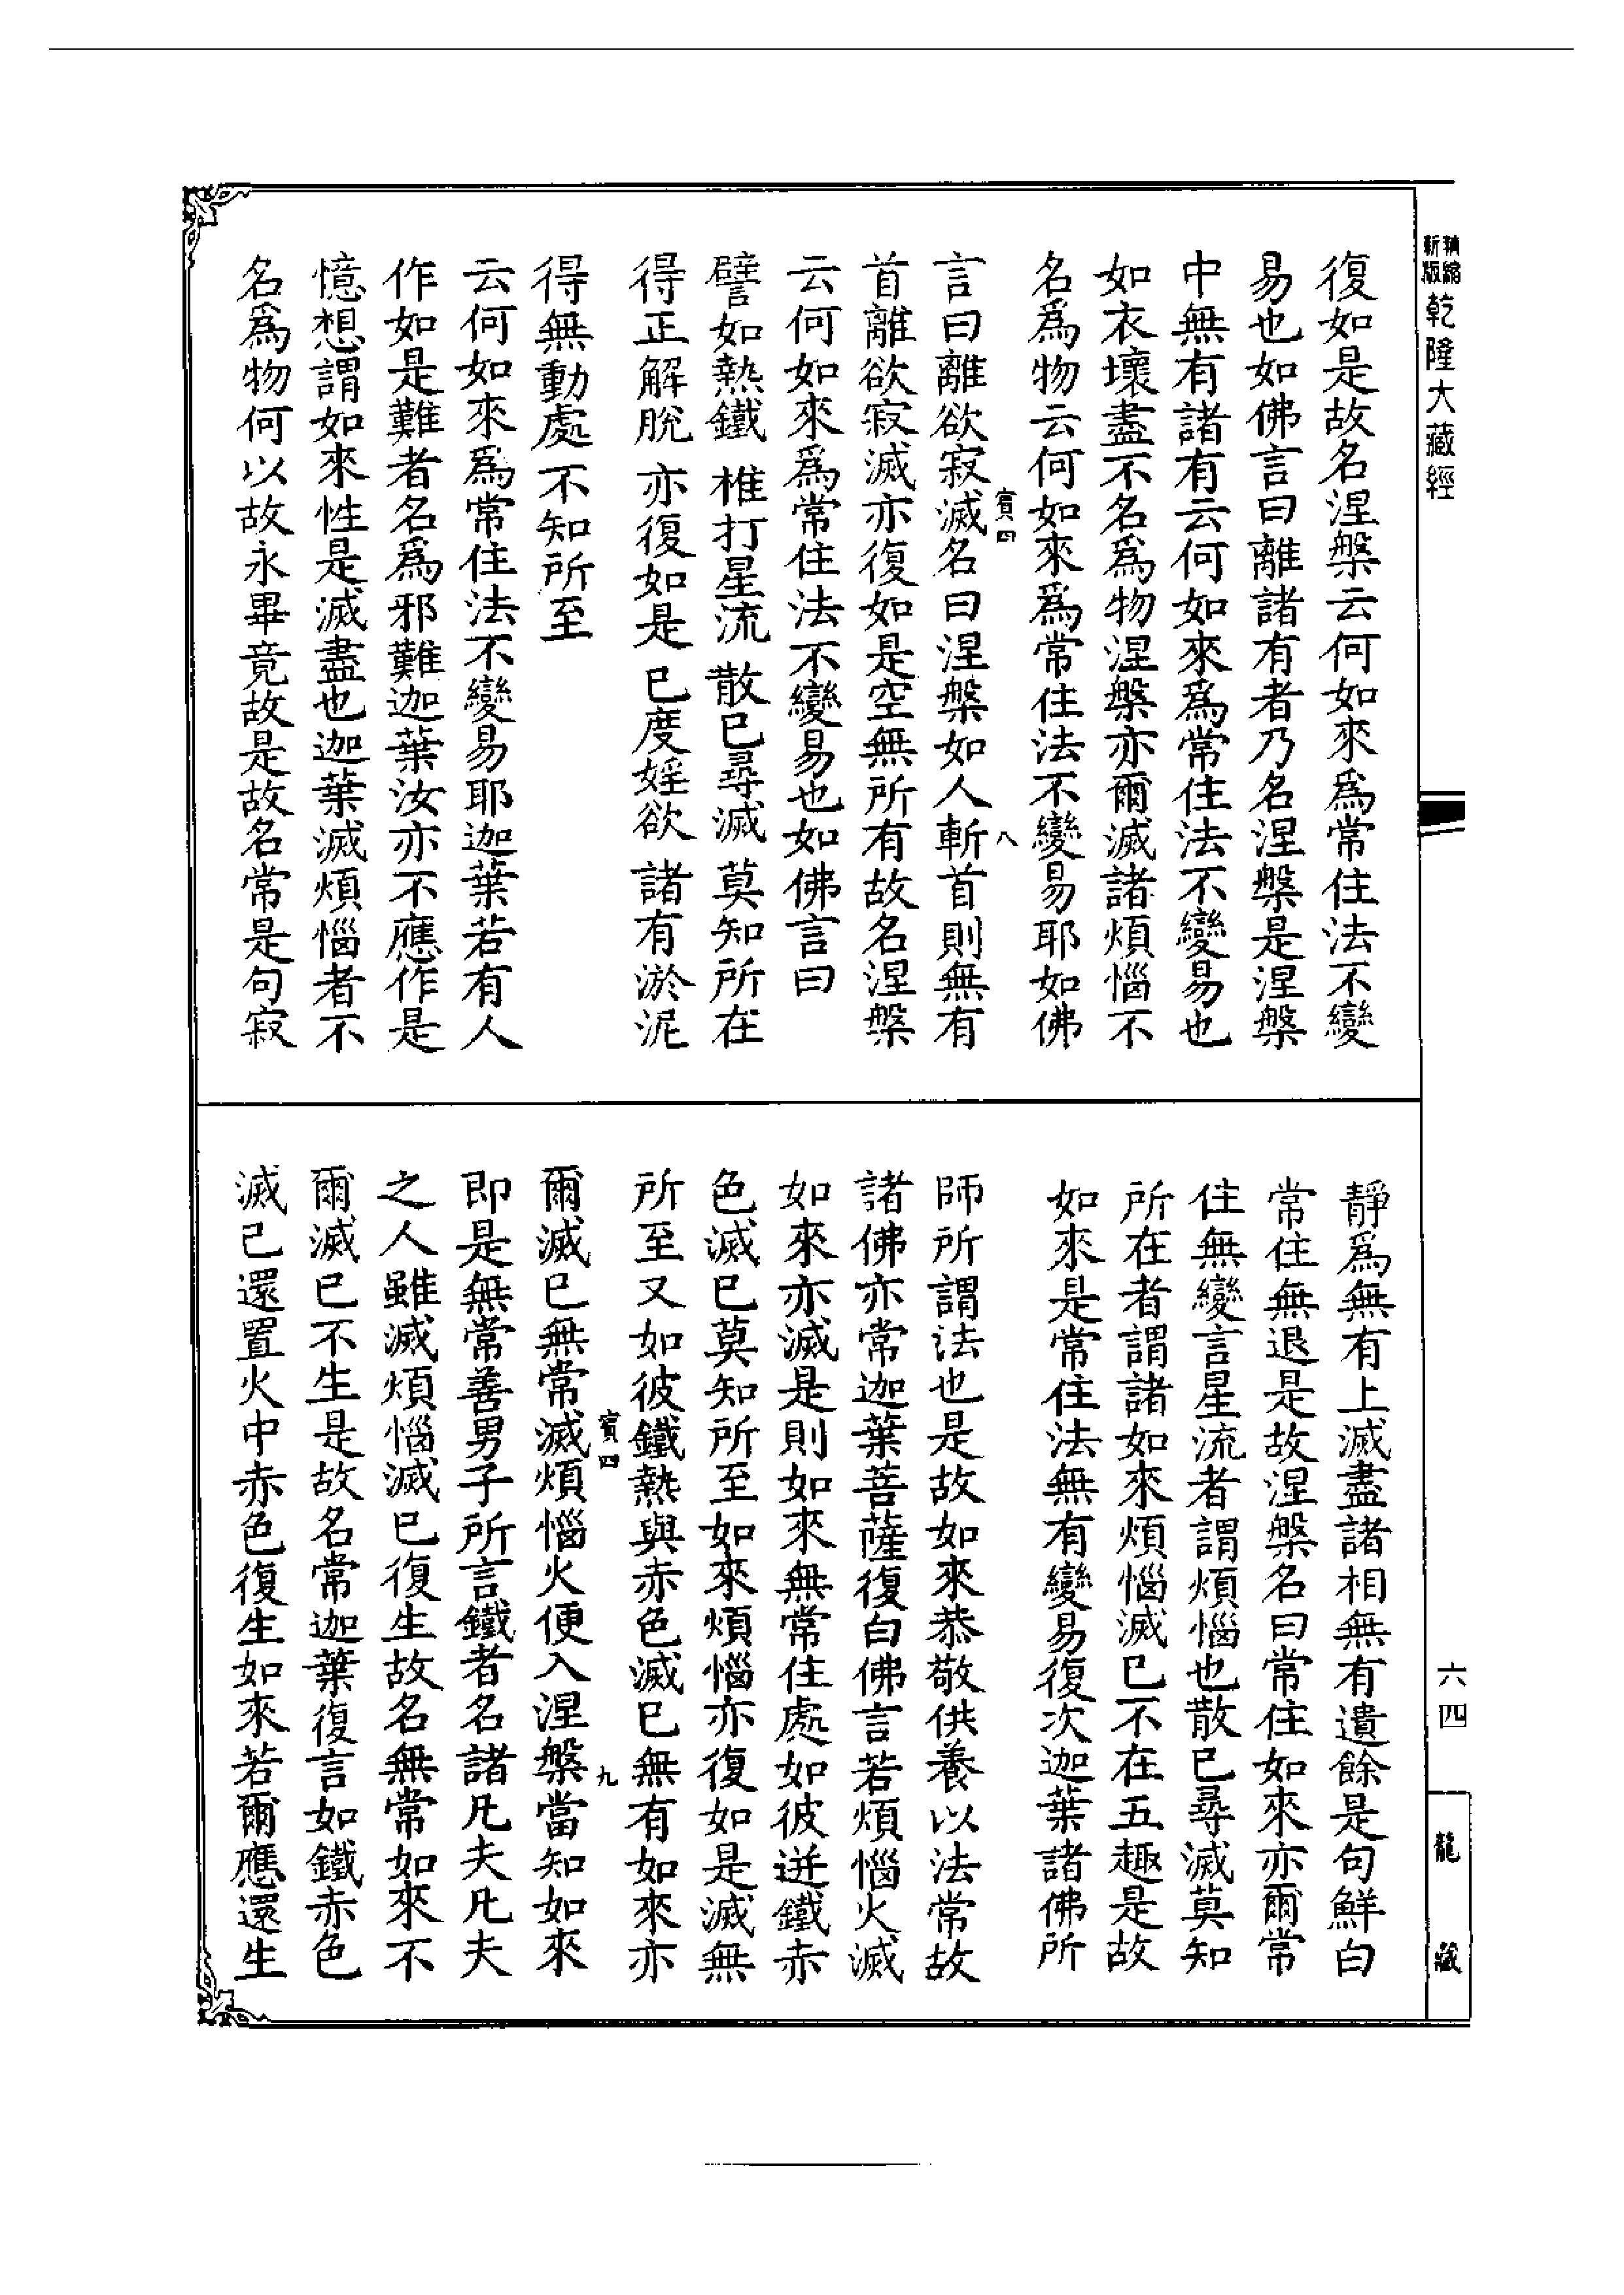 新縮
新版
乾隆大藏經
復如是故名涅槃云何如來爲常住法不變
易也如佛言曰離諸有者乃名涅槃是涅槃
中無有諸有云何如來爲常住法不變易也
如衣壞盡不名爲物涅槃亦爾滅諸煩惱不
名爲物云何如來爲常住法不變易耶如佛
賓四
八
言曰離欲寂滅名曰涅槃如人斬首則無有
首離欲寂滅亦復如是空無所有故名涅槃
云何如來爲常住法不變易也如佛言曰
譬如熱鐵 椎打星流 散已尋滅 莫知所在
得正解脫 亦復如是 已度婬欲 諸有淤泥
得無動處 不知所至
云何如來爲常住法不變易耶迦葉若有人
作如是難者名爲邪難迦葉汝亦不應作是
憶想謂如來性是滅盡也迦葉滅煩惱者不
名爲物何以故永畢竟故是故名常是句寂
靜爲無有上滅盡諸相無有遺餘是句鮮白
常住無退是故涅槃名曰常住如來亦爾常
住無變言星流者謂煩惱也散已尋滅莫知
所在者謂諸如來煩惱滅已不在五趣是故
如來是常住法無有變易復次迦葉諸佛所
師所謂法也是故如來恭敬供養以法常故
諸佛亦常迦葉菩薩復白佛言若煩惱火滅
如來亦滅是則如來無常住處如彼迸鐵赤
色滅已莫知所至如來煩惱亦復如是滅無
所至又如彼鐵熱與赤色滅已無有如來亦
賓四
九
爾滅已無常滅煩惱火便入涅槃當知如來
即是無常善男子所言鐵者名諸凡夫凡夫
之人雖滅煩惱滅已復生故名無常如來不
爾滅已不生是故名常迦葉復言如鐵赤色
滅已還置火中赤色復生如來若爾應還生
六四
龍藏